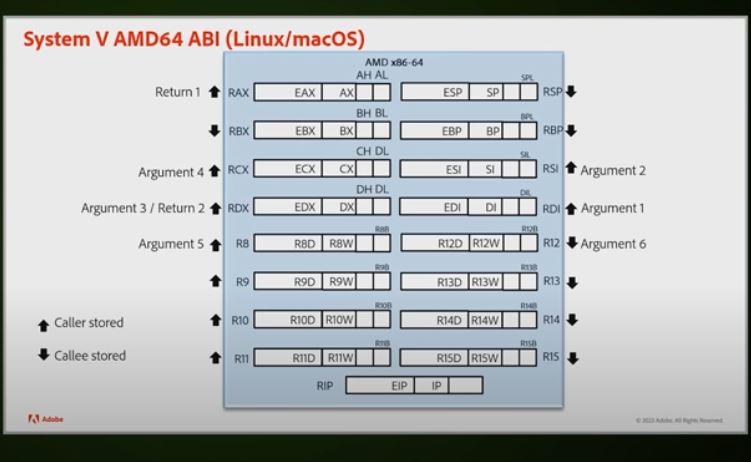 System V AMD64 ABI (Linux/macOS)
AMD x86-64
AH AL
SPL
Return 1 RAX EAX AX ESP SP RSP
BH BL
BPL
RBX EBX BX EBP BP RBP
CH DL
SIL
Argument 4 RCX ECX CX ESI SI RSI Argument 2
DH DL
DIL
Argument 3 / Return 2 RDX EDX DX EDI DI RDI Argument 1
R8B R12B
Argument 5 R8 R8D R8W R12D R12W R12 Argument 6
R9B R13B
R9 R9D R9W R13D R13W R13
R10B R14B
Caller stored R10 R10D R10W R14D R14W R14
R11B R15B
Callee stored R11 R11D R11W R15D R15W R15
RIP EIP IP
Adobe © 2023 Adobe. All Rights Reserved.